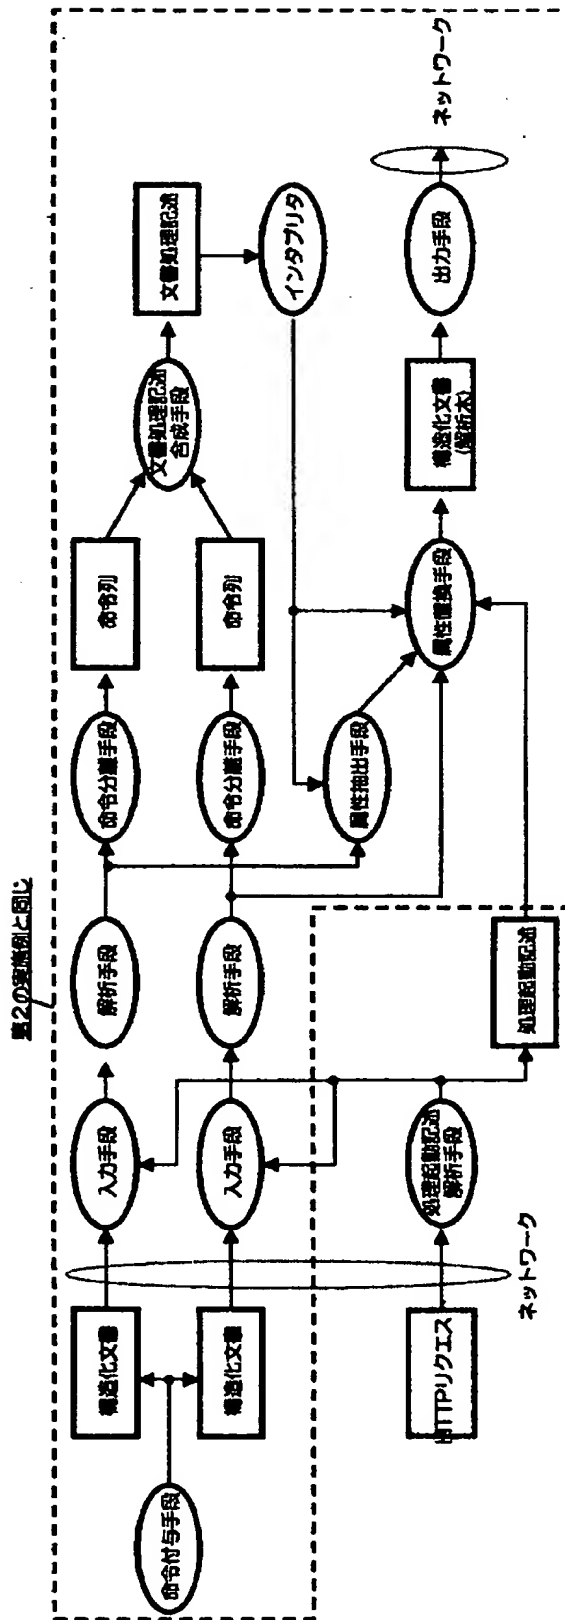 第2の実施例と同じ
命令付与手段
構造化文書
構造化文書
入力手段
入力手段
解析手段
解析手段
命令分離手段
命令分離手段
命令列
命令列
文書処理記述
合成手段
文書処理記述
インタプリタ
属性抽出手段
属性置換手段
構造化文書
(解析木)
出力手段
ネットワーク
HTTPリクエス
ネットワーク
処理起動記述
解析手段
処理起動記述